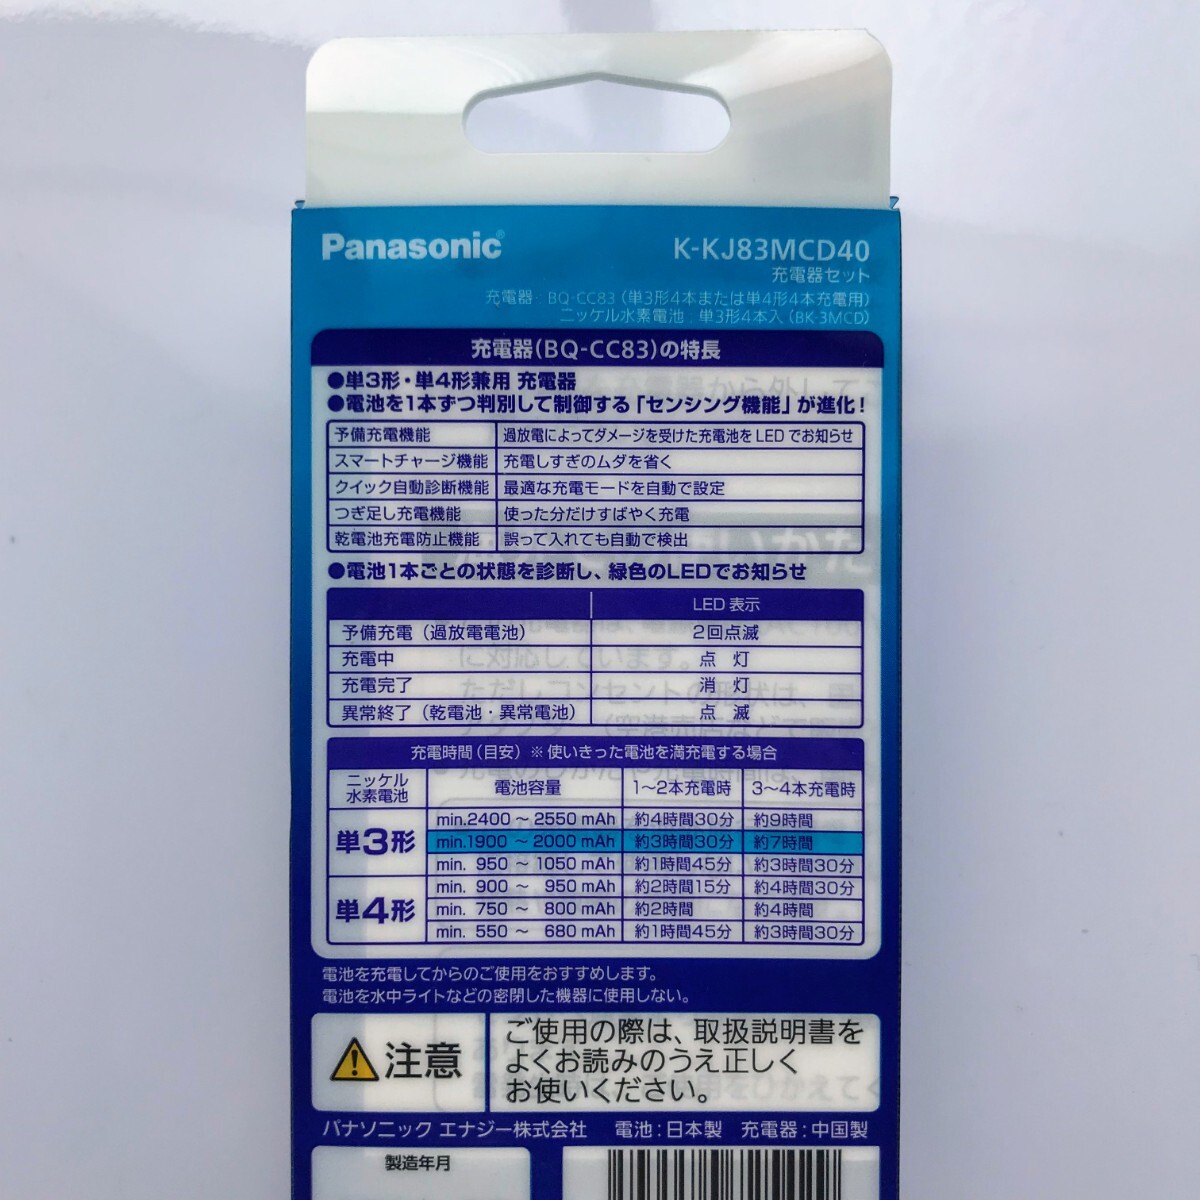 Panasonic®
K-KJ83MCD40
充電器セット
充電器：BQ-CC83（単3形4本または単4形4本充電用）
ニッケル水素電池：単3形4本入（BK-3MCD）
充電器（BQ-CC83）の特長
●単3形・単4形兼用 充電器
●電池を1本ずつ判別して制御する「センシング機能」が進化！
予備充電機能 過放電によってダメージを受けた充電池をLEDでお知らせ
スマートチャージ機能 充電しすぎのムダを省く
クイック自動診断機能 最適な充電モードを自動で設定
つぎ足し充電機能 使った分だけすばやく充電
乾電池充電防止機能 誤って入れても自動で検出
●電池1本ごとの状態を診断し、緑色のLEDでお知らせ
LED 表示
予備充電（過放電電池） 2回点滅
充電中 点 灯
充電完了 消 灯
異常終了（乾電池・異常電池） 点 滅
充電時間（目安）※ 使いきった電池を満充電する場合
ニッケル水素電池 電池容量 1〜2本充電時 3〜4本充電時
単3形 min.2400 〜 2550 mAh 約4時間30分 約9時間
min.1900 〜 2000 mAh 約3時間30分 約7時間
min. 950 〜 1050 mAh 約1時間45分 約3時間30分
単4形 min. 900 〜 950 mAh 約2時間15分 約4時間30分
min. 750 〜 800 mAh 約2時間 約4時間
min. 550 〜 680 mAh 約1時間45分 約3時間30分
電池を充電してからのご使用をおすすめします。
電池を水中ライトなどの密閉した機器に使用しない。
注意
ご使用の際は、取扱説明書を
よくお読みのうえ正しく
お使いください。
パナソニック エナジー株式会社 電池：日本製 充電器：中国製
製造年月